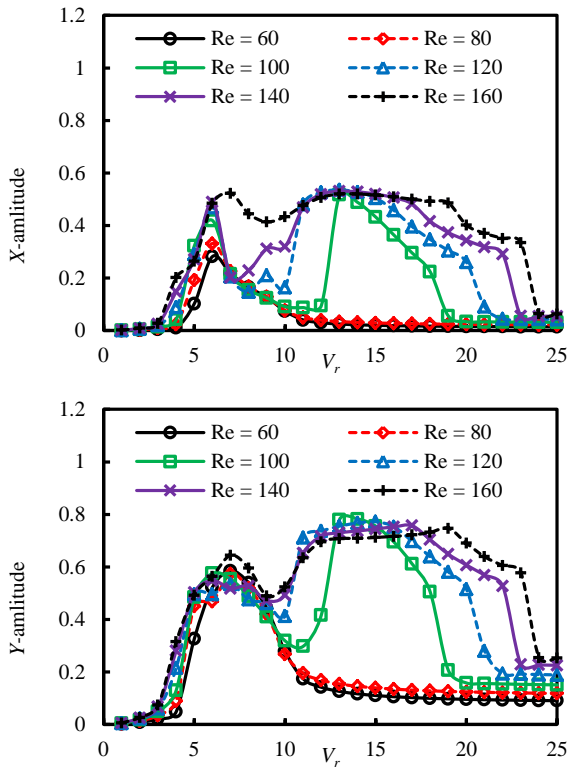 1.2
Re = 60 Re = 80
1
Re = 100 Re = 120
Re = 140 Re = 160
0.8
0.6
X-amlitude
0.4
0.2
0
0 5 10 15 20 25
V_r
1.2
Re = 60 Re = 80
1
Re = 100 Re = 120
Re = 140 Re = 160
0.8
0.6
Y-amlitude
0.4
0.2
0
0 5 10 15 20 25
V_r